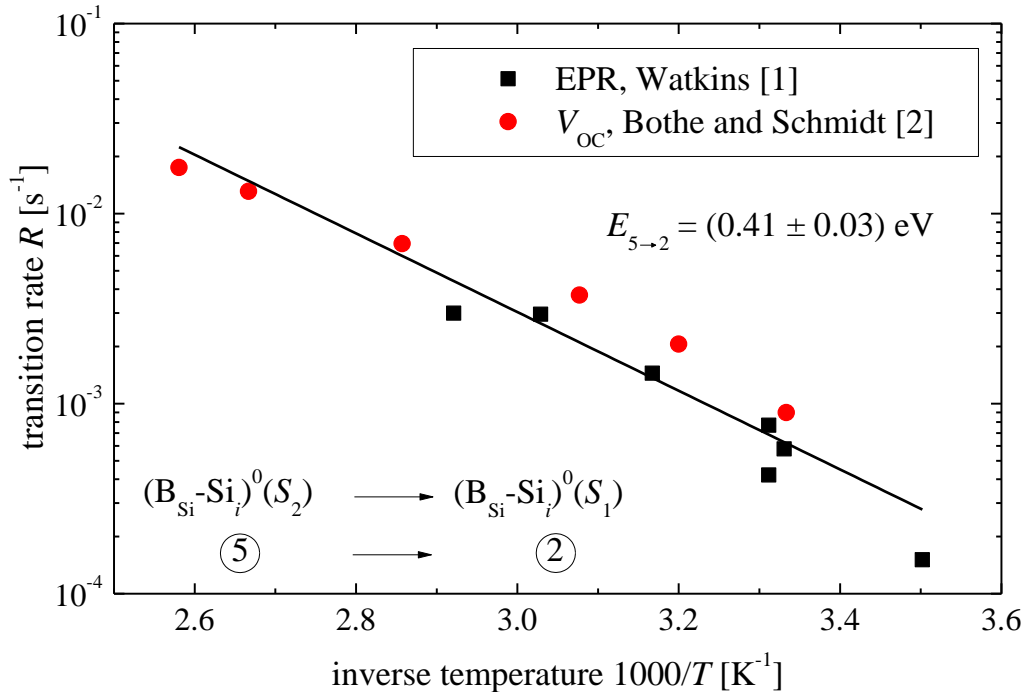 10⁻¹
10⁻²
10⁻³
10⁻⁴
transition rate R [s⁻¹]
EPR, Watkins [1]
V_OC, Bothe and Schmidt [2]
E_5→2 = (0.41 ± 0.03) eV
(B_Si-Si_i)⁰(S₂) → (B_Si-Si_i)⁰(S₁)
5 → 2
2.6 2.8 3.0 3.2 3.4 3.6
inverse temperature 1000/T [K⁻¹]